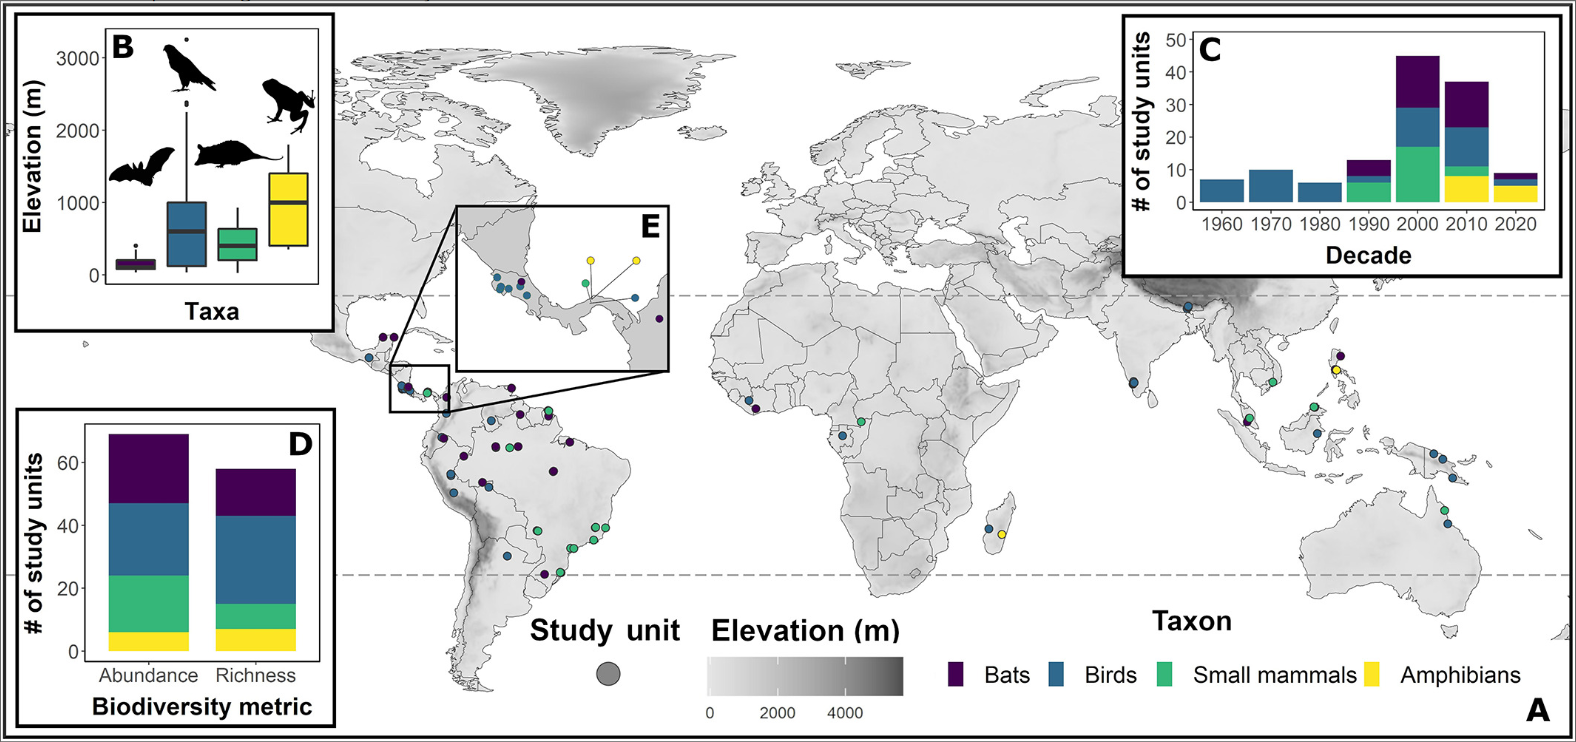 B
Elevation (m)
3000
2000
1000
0
Taxa
C
# of study units
50
40
30
20
10
0
1960 1970 1980 1990 2000 2010 2020
Decade
E
D
# of study units
60
40
20
0
Abundance Richness
Biodiversity metric
Study unit
Elevation (m)
0 2000 4000
Taxon
Bats Birds Small mammals Amphibians
A